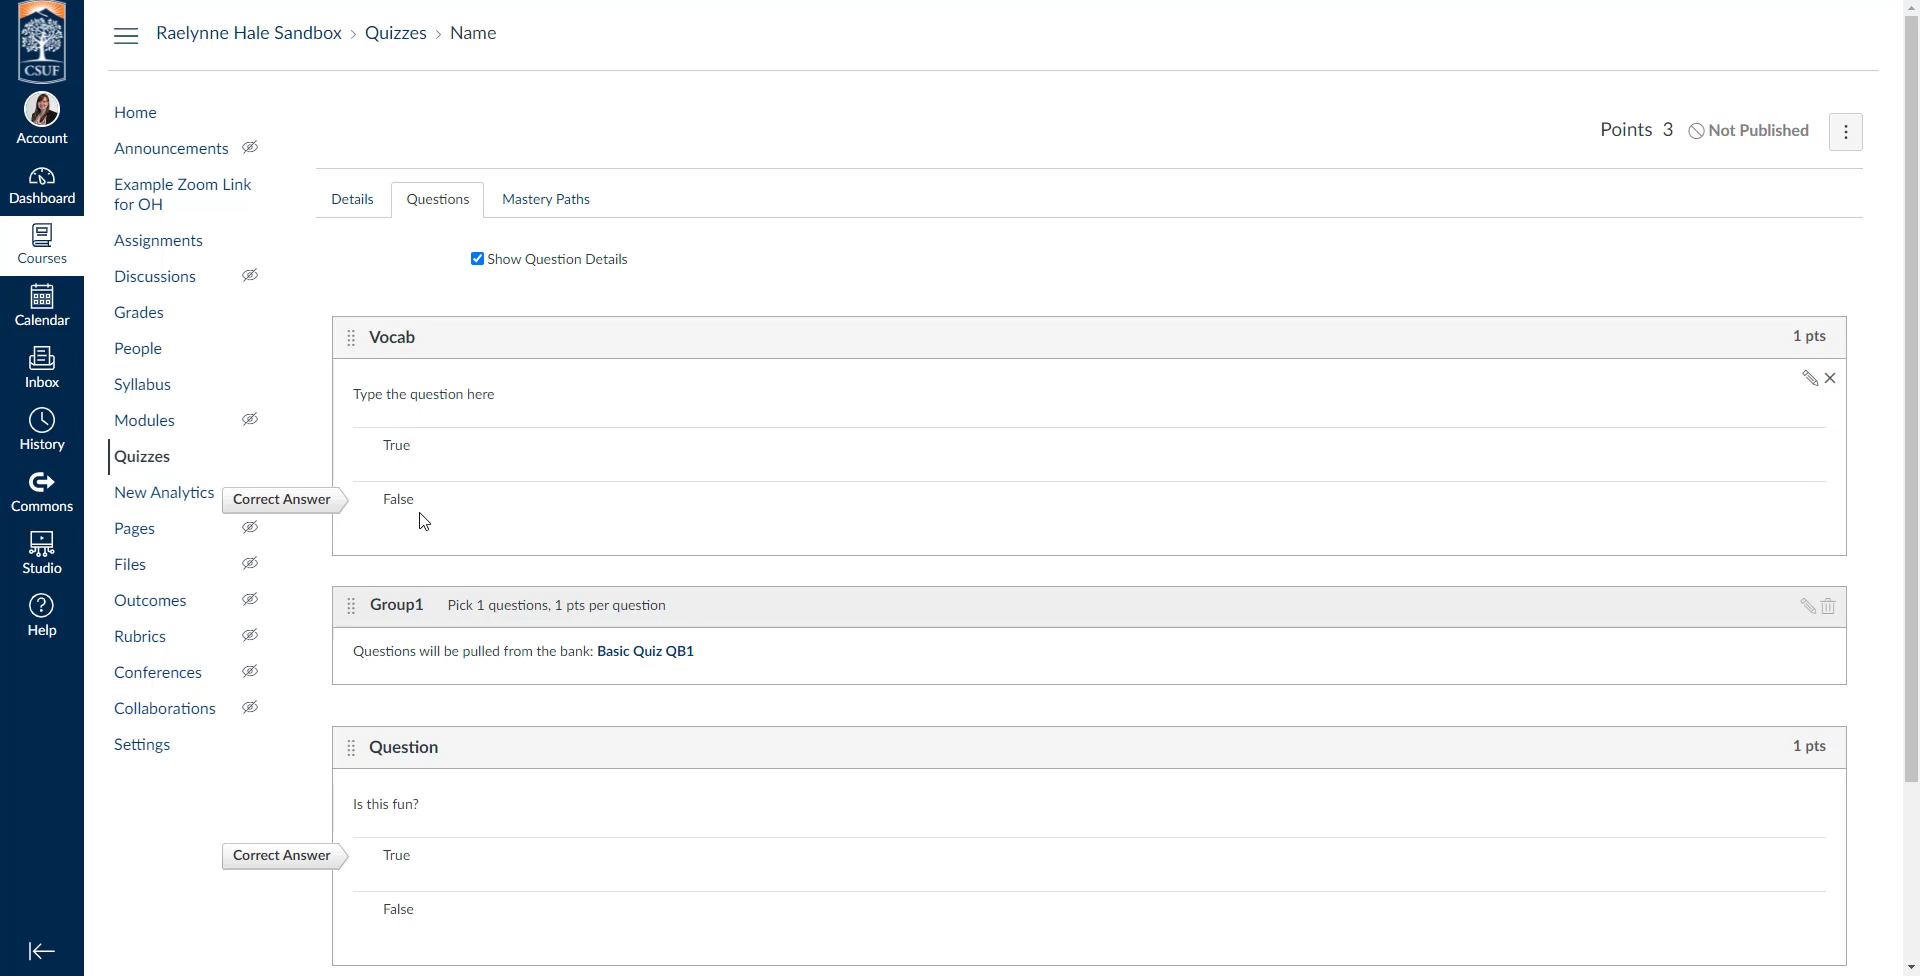 CSUF
Account
Dashboard
Courses
Calendar
Inbox
History
Commons
Studio
Help
Raelynne Hale Sandbox > Quizzes > Name
Home
Announcements
Example Zoom Link
for OH
Assignments
Discussions
Grades
People
Syllabus
Modules
Quizzes
New Analytics
Pages
Files
Outcomes
Rubrics
Conferences
Collaborations
Settings
Points 3 Not Published
Details Questions Mastery Paths
Show Question Details
Vocab 1 pts
Type the question here
True
Correct Answer False
Group1 Pick 1 questions, 1 pts per question
Questions will be pulled from the bank: Basic Quiz QB1
Question 1 pts
Is this fun?
Correct Answer True
False